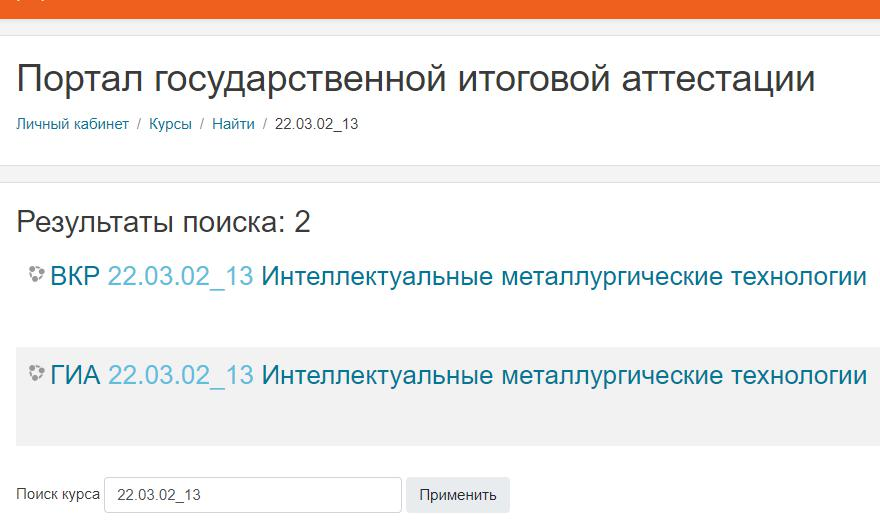 Портал государственной итоговой аттестации
Личный кабинет / Курсы / Найти / 22.03.02_13
Результаты поиска: 2
ВКР 22.03.02_13 Интеллектуальные металлургические технологии
ГИА 22.03.02_13 Интеллектуальные металлургические технологии
Поиск курса 22.03.02_13 Применить